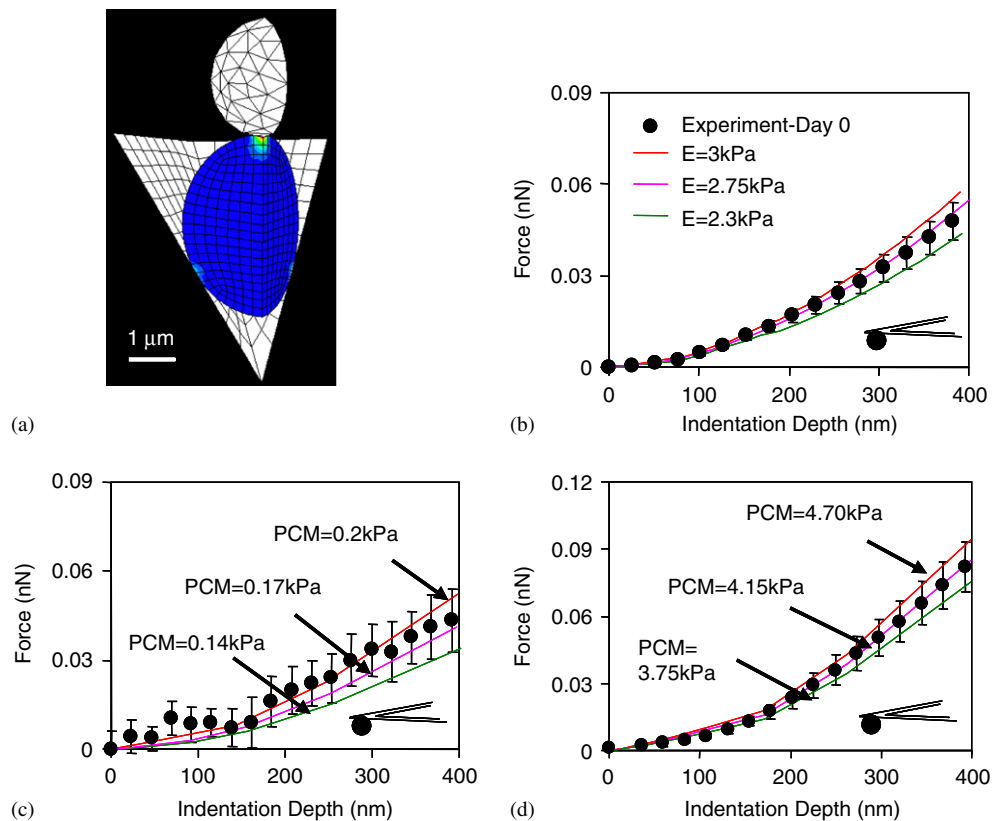 1 μm
(a)
0.09
0.06
0.03
0
Force (nN)
Experiment-Day 0
E=3kPa
E=2.75kPa
E=2.3kPa
0 100 200 300 400
Indentation Depth (nm)
(b)
0.09
0.06
0.03
0
Force (nN)
PCM=0.2kPa
PCM=0.17kPa
PCM=0.14kPa
0 100 200 300 400
Indentation Depth (nm)
(c)
0.12
0.09
0.06
0.03
0
Force (nN)
PCM=4.70kPa
PCM=4.15kPa
PCM=
3.75kPa
0 100 200 300 400
Indentation Depth (nm)
(d)